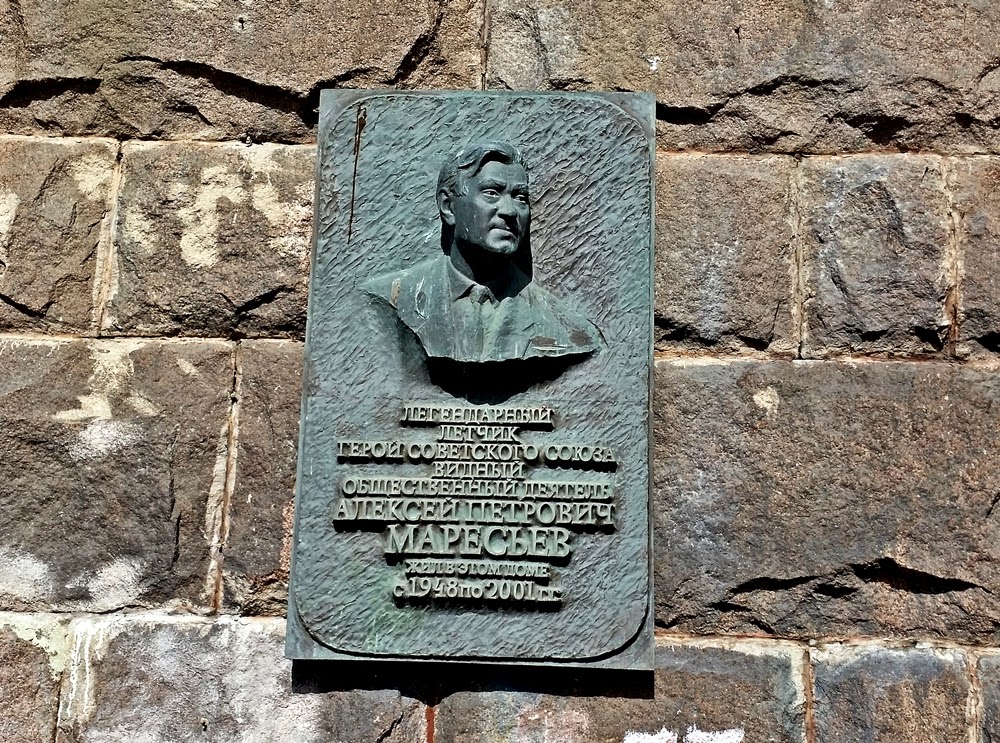 ЛЕГЕНДАРНЫЙ
ЛЕТЧИК
ГЕРОЙ СОВЕТСКОГО СОЮЗА
ВИДНЫЙ
ОБЩЕСТВЕННЫЙ ДЕЯТЕЛЬ
АЛЕКСЕЙ ПЕТРОВИЧ
МАРЕСЬЕВ
ЖИЛ В ЭТОМ ДОМЕ
с 1948 по 2001 г.г.